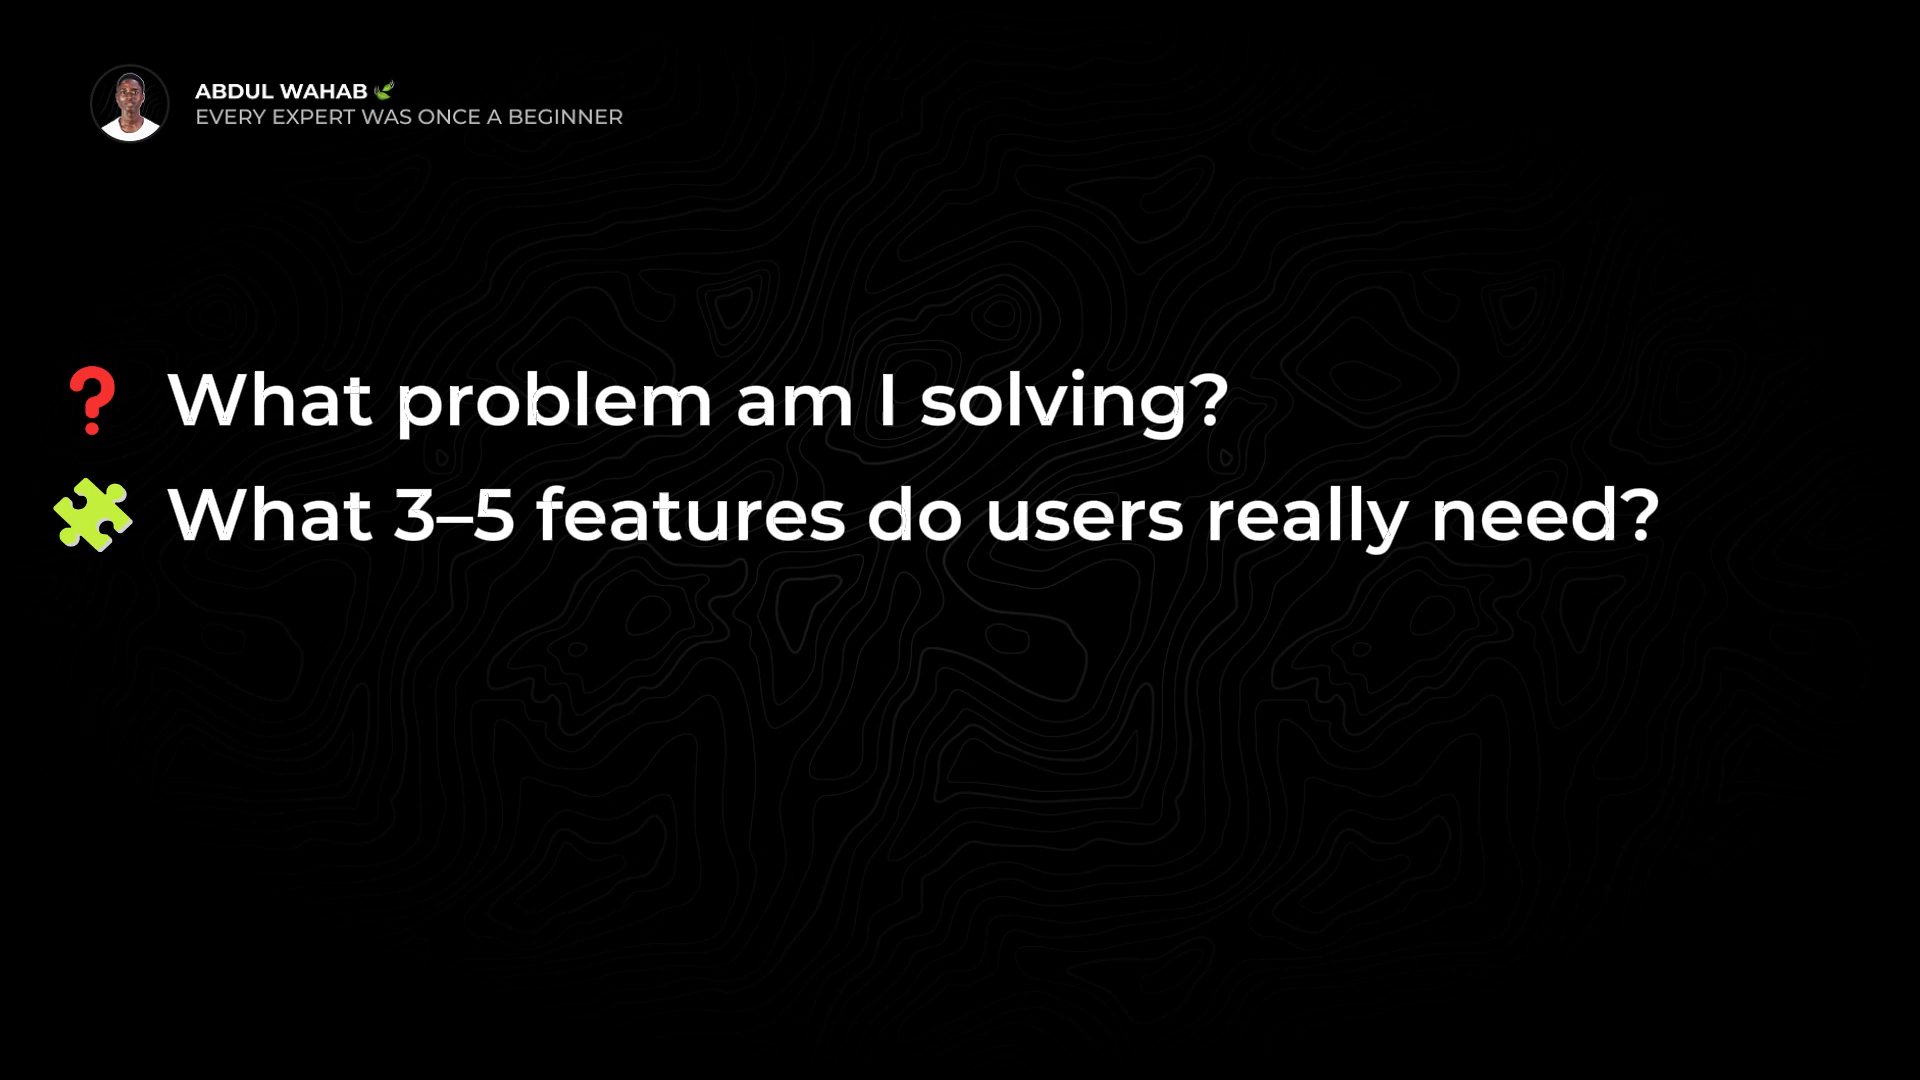 ABDUL WAHAB
EVERY EXPERT WAS ONCE A BEGINNER
What problem am I solving?
What 3–5 features do users really need?